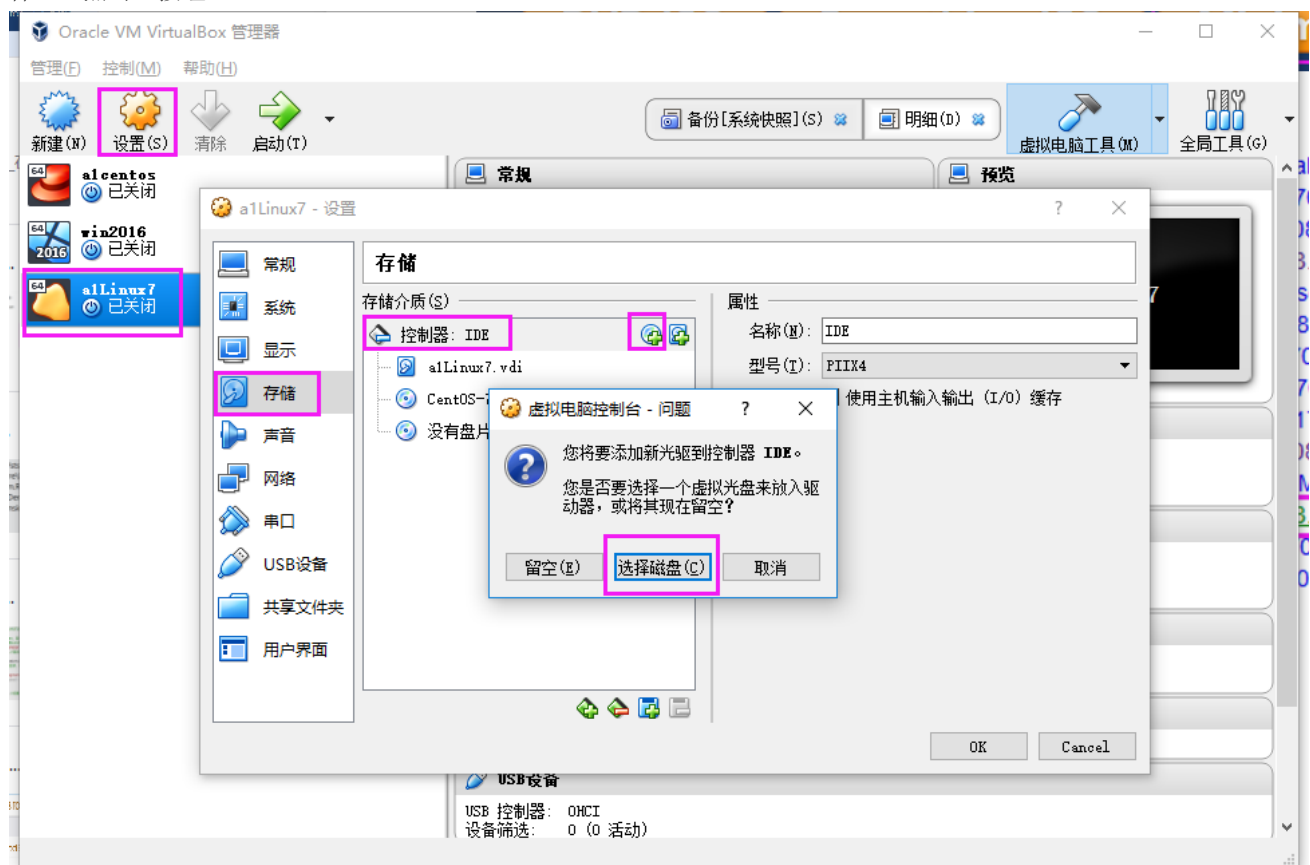 Oracle VM VirtualBox 管理器
管理(F) 控制(M) 帮助(H)
新建(N) 设置(S) 清除 启动(T)
备份[系统快照](S) 明细(D)
虚拟电脑工具(M) 全局工具(G)
64 a1centos
已关闭
64 win2016
2016 已关闭
64 a1Linux7
已关闭
常规
预览
a1Linux7 - 设置
常规
系统
显示
存储
声音
网络
串口
USB设备
共享文件夹
用户界面
存储
存储介质(S)
控制器: IDE
a1Linux7.vdi
CentOS-7
没有盘片
属性
名称(N): IDE
型号(T): PIIX4
使用主机输入输出 (I/O) 缓存
虚拟电脑控制台 - 问题
您将要添加新光驱到控制器 IDE。
您是否要选择一个虚拟光盘来放入驱
动器，或将其现在留空?
留空(E) 选择磁盘(C) 取消
OK Cancel
USB设备
USB 控制器: OHCI
设备筛选: 0 (0 活动)